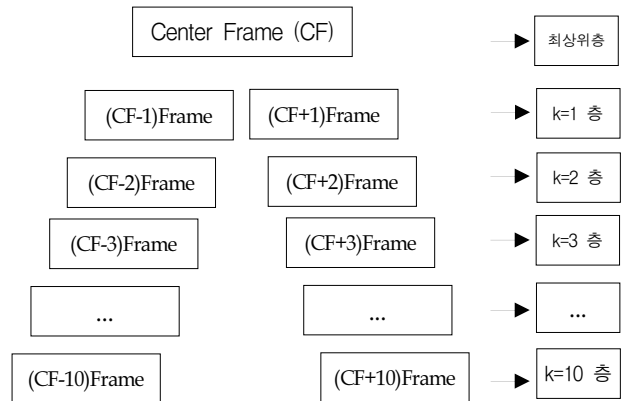 Center Frame (CF)
최상위층
(CF-1)Frame
(CF+1)Frame
k=1 층
(CF-2)Frame
(CF+2)Frame
k=2 층
(CF-3)Frame
(CF+3)Frame
k=3 층
...
...
...
(CF-10)Frame
(CF+10)Frame
k=10 층